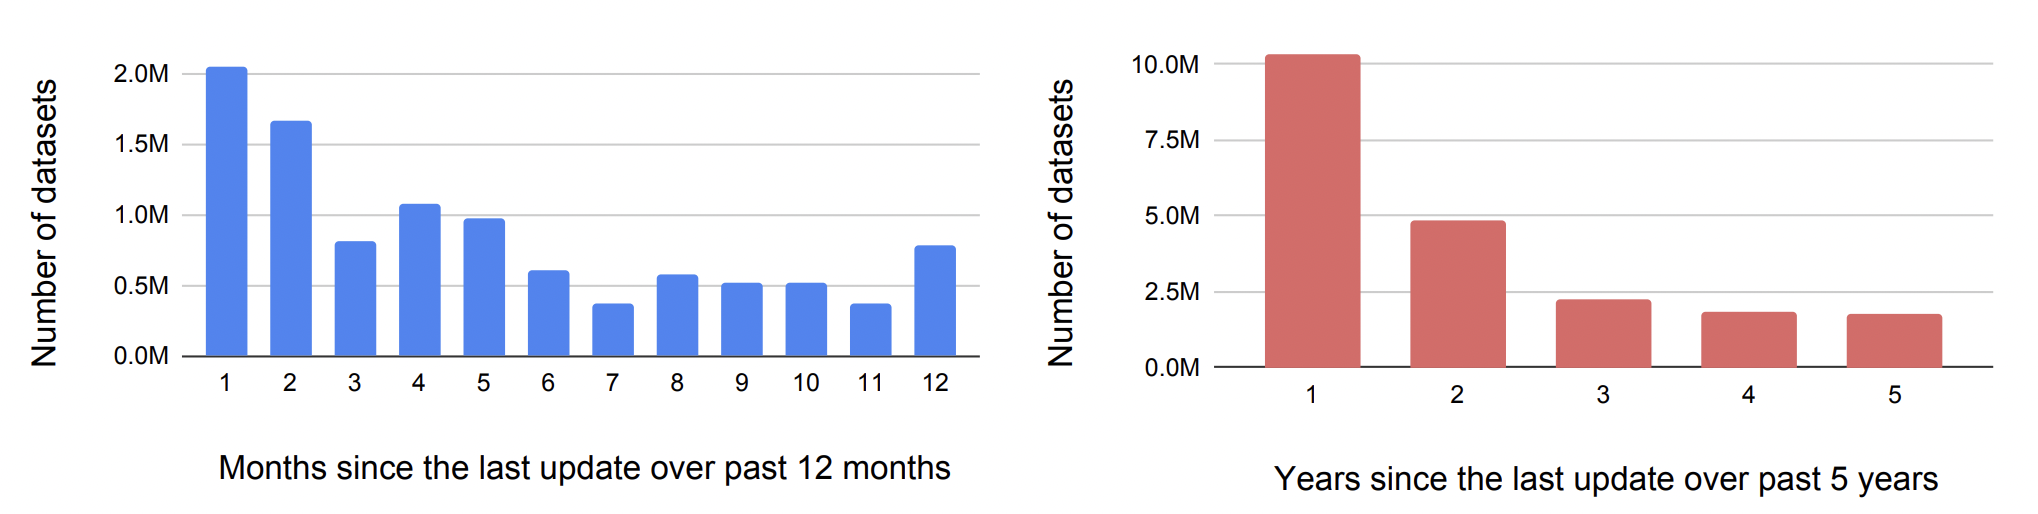 Number of datasets
2.0M
1.5M
1.0M
0.5M
0.0M
1 2 3 4 5 6 7 8 9 10 11 12
Months since the last update over past 12 months
Number of datasets
10.0M
7.5M
5.0M
2.5M
0.0M
1 2 3 4 5
Years since the last update over past 5 years